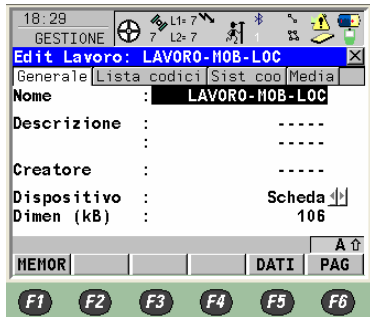 18:29 L1= 7
GESTIONE 7 L2= 7 1
Edit Lavoro: LAVORO-MOB-LOC
Generale Lista codici Sist coo Media
Nome : LAVORO-MOB-LOC
Descrizione : -----
: -----
Creatore : -----
Dispositivo : Scheda
Dimen (kB) : 106
A
MEMOR DATI PAG
F1 F2 F3 F4 F5 F6